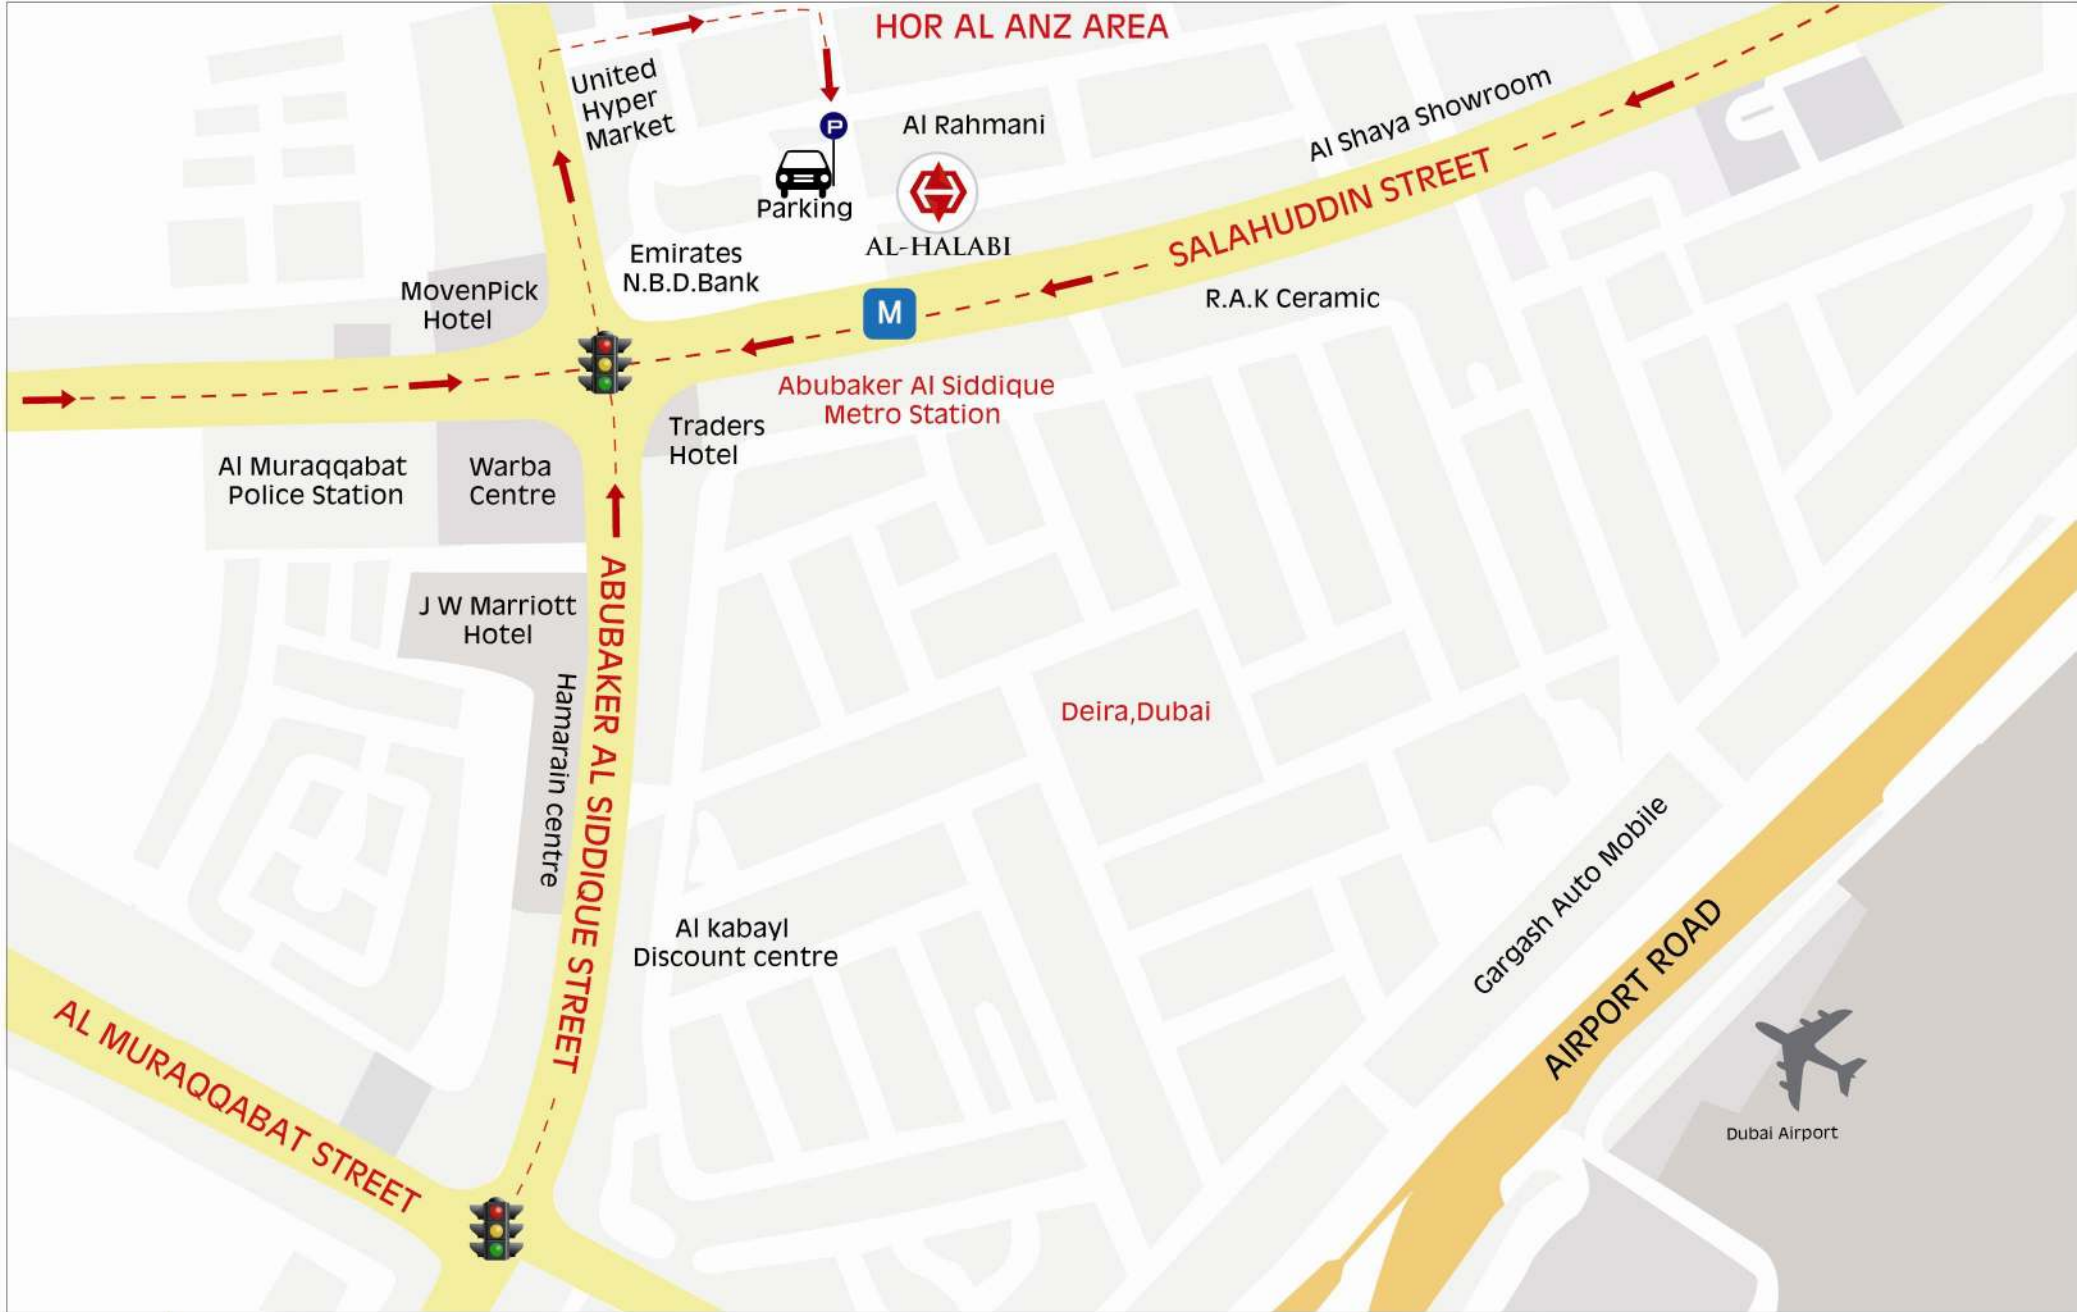 HOR AL ANZ AREA
United
Hyper
Market
P
Al Rahmani
Parking
AL-HALABI
Al Shaya Showroom
SALAHUDDIN STREET
Emirates
N.B.D.Bank
MovenPick
Hotel
M
R.A.K Ceramic
Abubaker Al Siddique
Metro Station
Traders
Hotel
Al Muraqqabat
Police Station
Warba
Centre
J W Marriott
Hotel
ABUBAKER AL SIDDIQUE STREET
Hamarain centre
Deira,Dubai
Gargash Auto Mobile
AIRPORT ROAD
Al kabayl
Discount centre
AL MURAQQABAT STREET
Dubai Airport